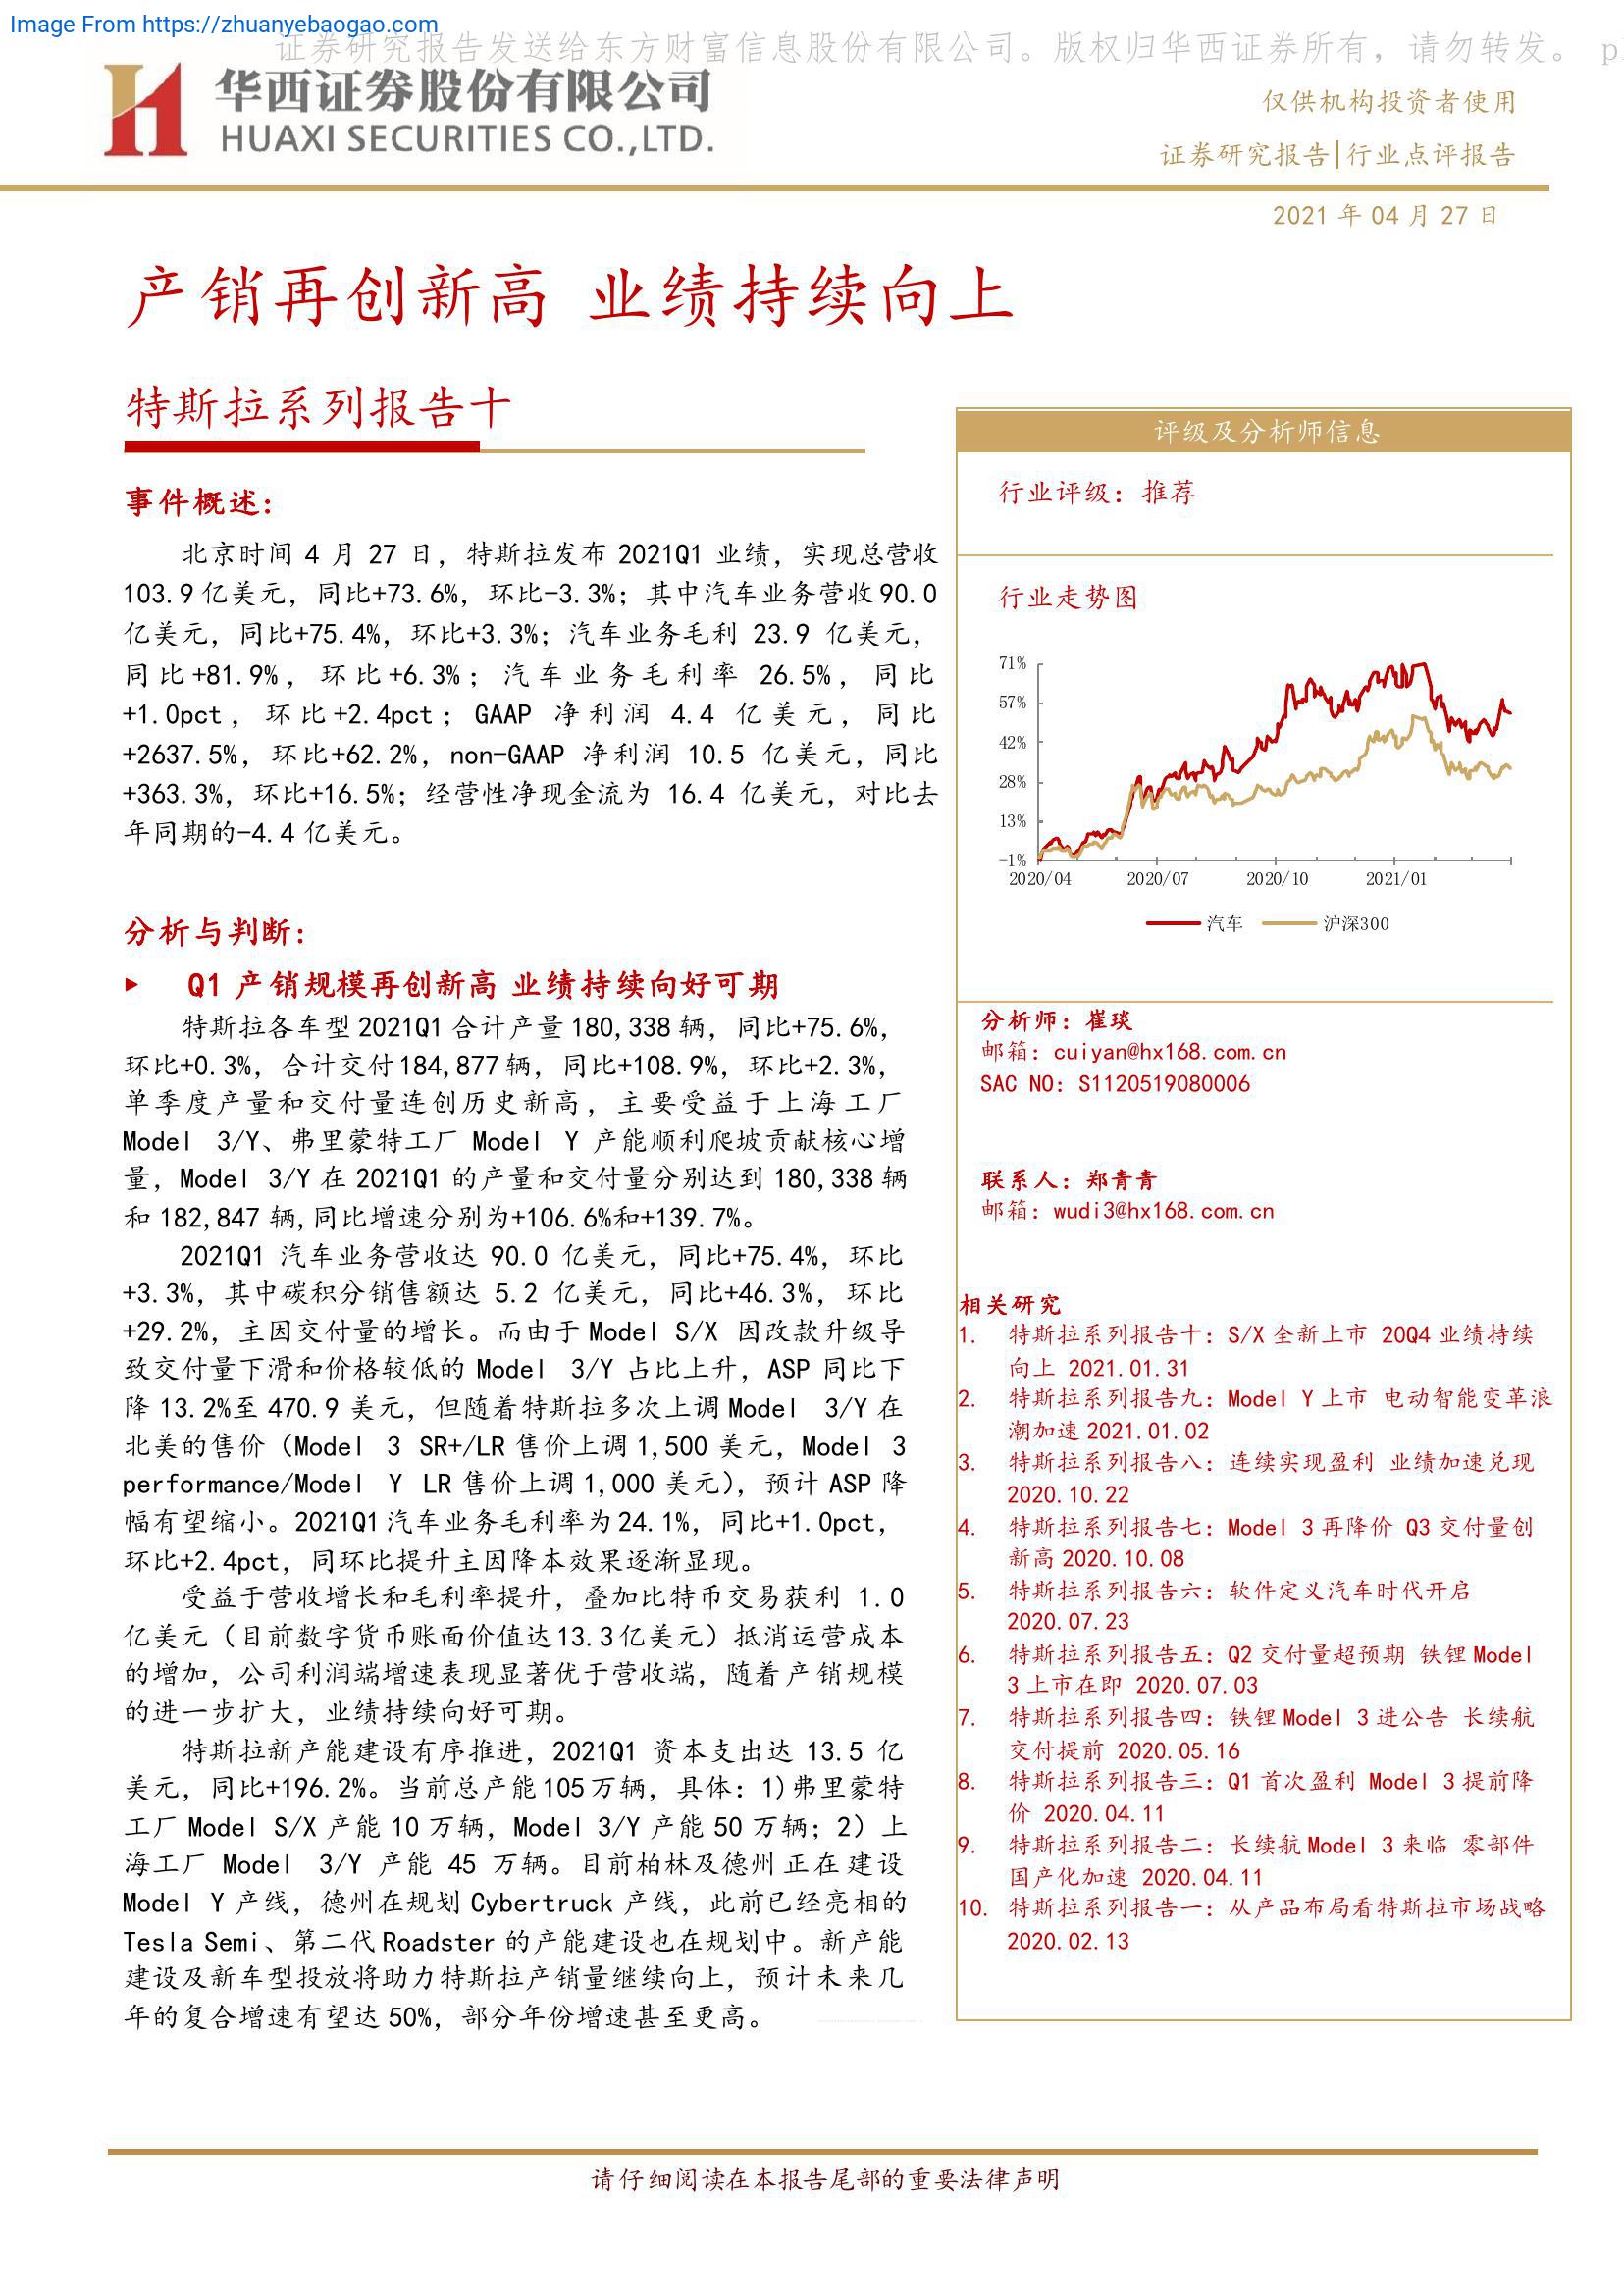 Image From https://zhuanyebaogao.com
证券研究报告发送给东方财富信息股份有限公司。版权归华西证券所有，请勿转发。 p
华西证券股份有限公司
HUAXI SECURITIES CO.,LTD.
仅供机构投资者使用
证券研究报告|行业点评报告
2021 年 04 月 27 日
产销再创新高 业绩持续向上
特斯拉系列报告十
事件概述：
北京时间 4 月 27 日，特斯拉发布 2021Q1 业绩，实现总营收
103.9 亿美元，同比+73.6%，环比-3.3%；其中汽车业务营收 90.0
亿美元，同比+75.4%，环比+3.3%；汽车业务毛利 23.9 亿美元，
同比+81.9%，环比+6.3%；汽车业务毛利率 26.5%，同比
+1.0pct，环比+2.4pct；GAAP 净利润 4.4 亿美元，同比
+2637.5%，环比+62.2%，non-GAAP 净利润 10.5 亿美元，同比
+363.3%，环比+16.5%；经营性净现金流为 16.4 亿美元，对比去
年同期的-4.4 亿美元。
分析与判断：
Q1 产销规模再创新高 业绩持续向好可期
特斯拉各车型 2021Q1 合计产量 180,338 辆，同比+75.6%，
环比+0.3%，合计交付 184,877 辆，同比+108.9%，环比+2.3%，
单季度产量和交付量连创历史新高，主要受益于上海工厂
Model 3/Y、弗里蒙特工厂 Model Y 产能顺利爬坡贡献核心增
量，Model 3/Y 在 2021Q1 的产量和交付量分别达到 180,338 辆
和 182,847 辆,同比增速分别为+106.6%和+139.7%。
2021Q1 汽车业务营收达 90.0 亿美元，同比+75.4%，环比
+3.3%，其中碳积分销售额达 5.2 亿美元，同比+46.3%，环比
+29.2%，主因交付量的增长。而由于 Model S/X 因改款升级导
致交付量下滑和价格较低的 Model 3/Y 占比上升，ASP 同比下
降 13.2%至 470.9 美元，但随着特斯拉多次上调 Model 3/Y 在
北美的售价（Model 3 SR+/LR 售价上调 1,500 美元，Model 3
performance/Model Y LR 售价上调 1,000 美元），预计 ASP 降
幅有望缩小。2021Q1 汽车业务毛利率为 24.1%，同比+1.0pct，
环比+2.4pct，同环比提升主因降本效果逐渐显现。
受益于营收增长和毛利率提升，叠加比特币交易获利 1.0
亿美元（目前数字货币账面价值达 13.3 亿美元）抵消运营成本
的增加，公司利润端增速表现显著优于营收端，随着产销规模
的进一步扩大，业绩持续向好可期。
特斯拉新产能建设有序推进，2021Q1 资本支出达 13.5 亿
美元，同比+196.2%。当前总产能 105 万辆，具体：1)弗里蒙特
工厂 Model S/X 产能 10 万辆，Model 3/Y 产能 50 万辆；2）上
海工厂 Model 3/Y 产能 45 万辆。目前柏林及德州正在建设
Model Y 产线，德州在规划 Cybertruck 产线，此前已经亮相的
Tesla Semi、第二代 Roadster 的产能建设也在规划中。新产能
建设及新车型投放将助力特斯拉产销量继续向上，预计未来几
年的复合增速有望达 50%，部分年份增速甚至更高。
评级及分析师信息
行业评级：推荐
行业走势图
71%
57%
42%
28%
13%
-1%
2020/04 2020/07 2020/10 2021/01
汽车 沪深300
分析师：崔琰
邮箱：cuiyan@hx168.com.cn
SAC NO：S1120519080006
联系人：郑青青
邮箱：wudi3@hx168.com.cn
相关研究
1. 特斯拉系列报告十：S/X 全新上市 20Q4 业绩持续
向上 2021.01.31
2. 特斯拉系列报告九：Model Y 上市 电动智能变革浪
潮加速 2021.01.02
3. 特斯拉系列报告八：连续实现盈利 业绩加速兑现
2020.10.22
4. 特斯拉系列报告七：Model 3 再降价 Q3 交付量创
新高 2020.10.08
5. 特斯拉系列报告六：软件定义汽车时代开启
2020.07.23
6. 特斯拉系列报告五：Q2 交付量超预期 铁锂 Model
3 上市在即 2020.07.03
7. 特斯拉系列报告四：铁锂 Model 3 进公告 长续航
交付提前 2020.05.16
8. 特斯拉系列报告三：Q1 首次盈利 Model 3 提前降
价 2020.04.11
9. 特斯拉系列报告二：长续航 Model 3 来临 零部件
国产化加速 2020.04.11
10. 特斯拉系列报告一：从产品布局看特斯拉市场战略
2020.02.13
请仔细阅读在本报告尾部的重要法律声明